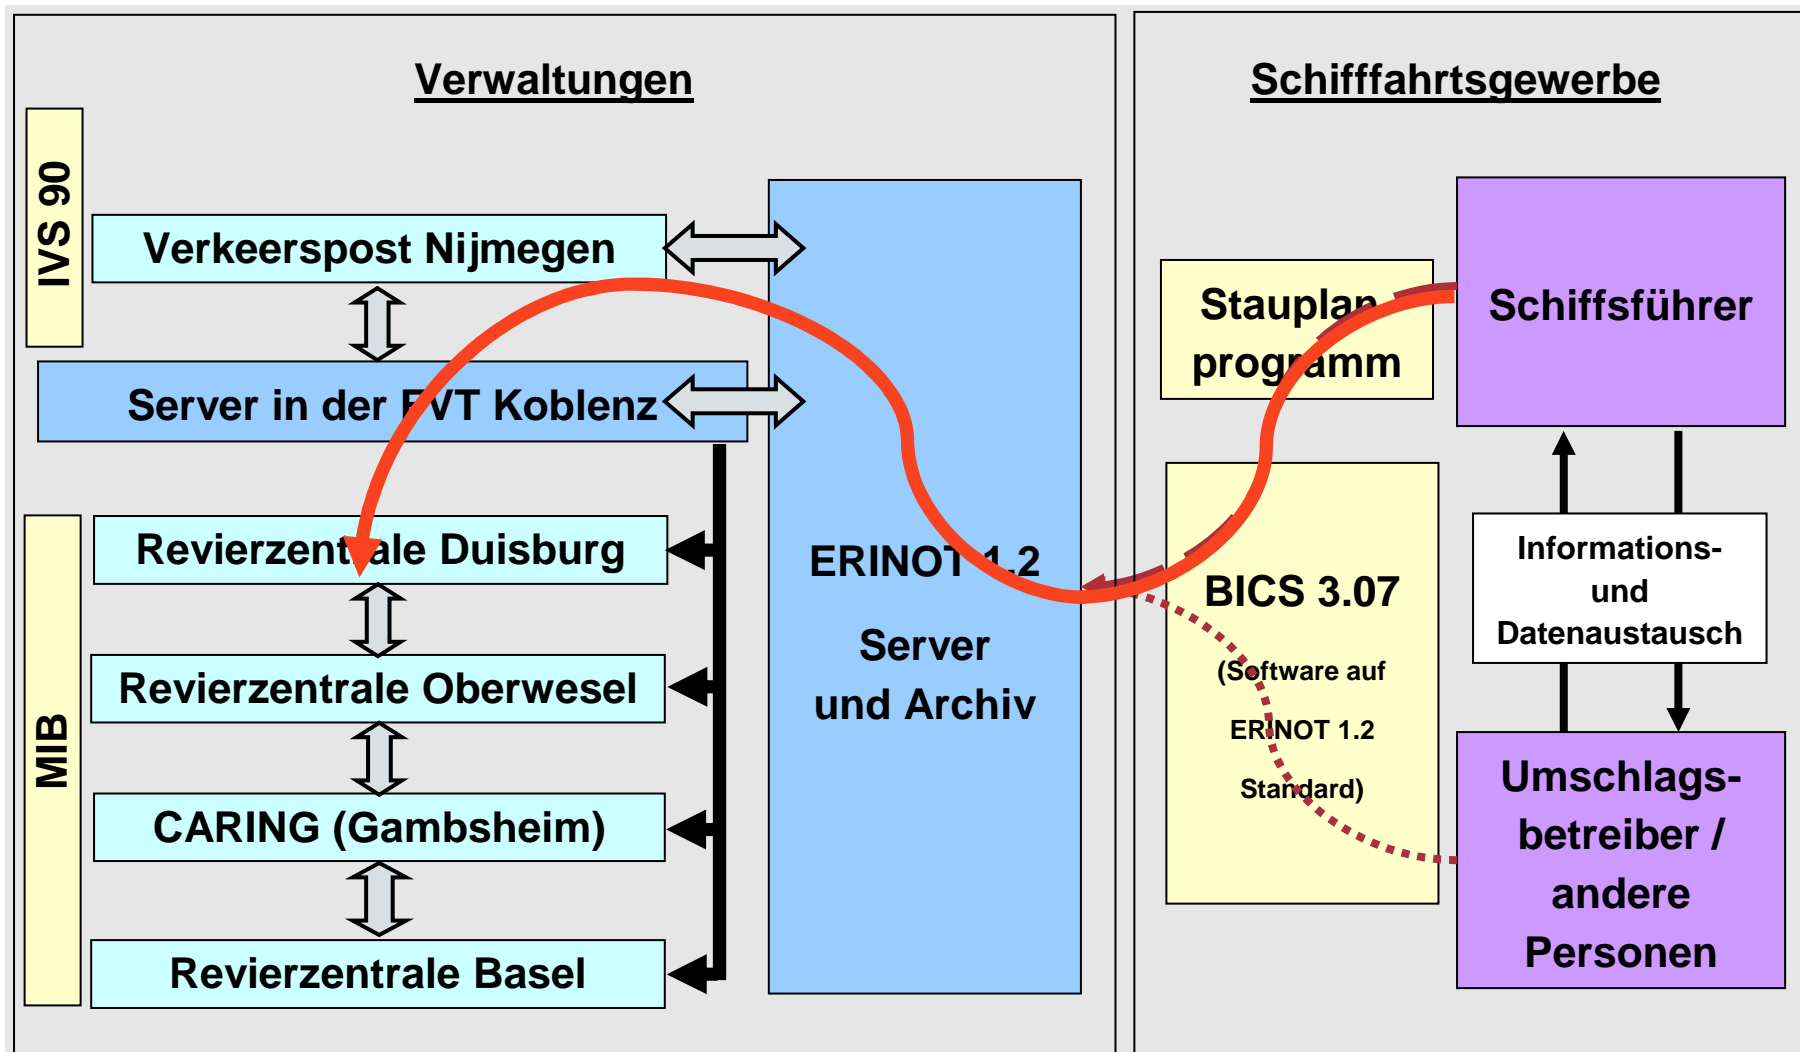 Verwaltungen
IVS 90
Verkeerspost Nijmegen
Server in der FVT Koblenz
MIB
Revierzentrale Duisburg
Revierzentrale Oberwesel
CARING (Gambsheim)
Revierzentrale Basel
ERINOT 1.2
Server
und Archiv
Schifffahrtsgewerbe
Stauplan
programm
Schiffsführer
BICS 3.07
(Software auf
ERINOT 1.2
Standard)
Informations-
und
Datenaustausch
Umschlags-
betreiber /
andere
Personen